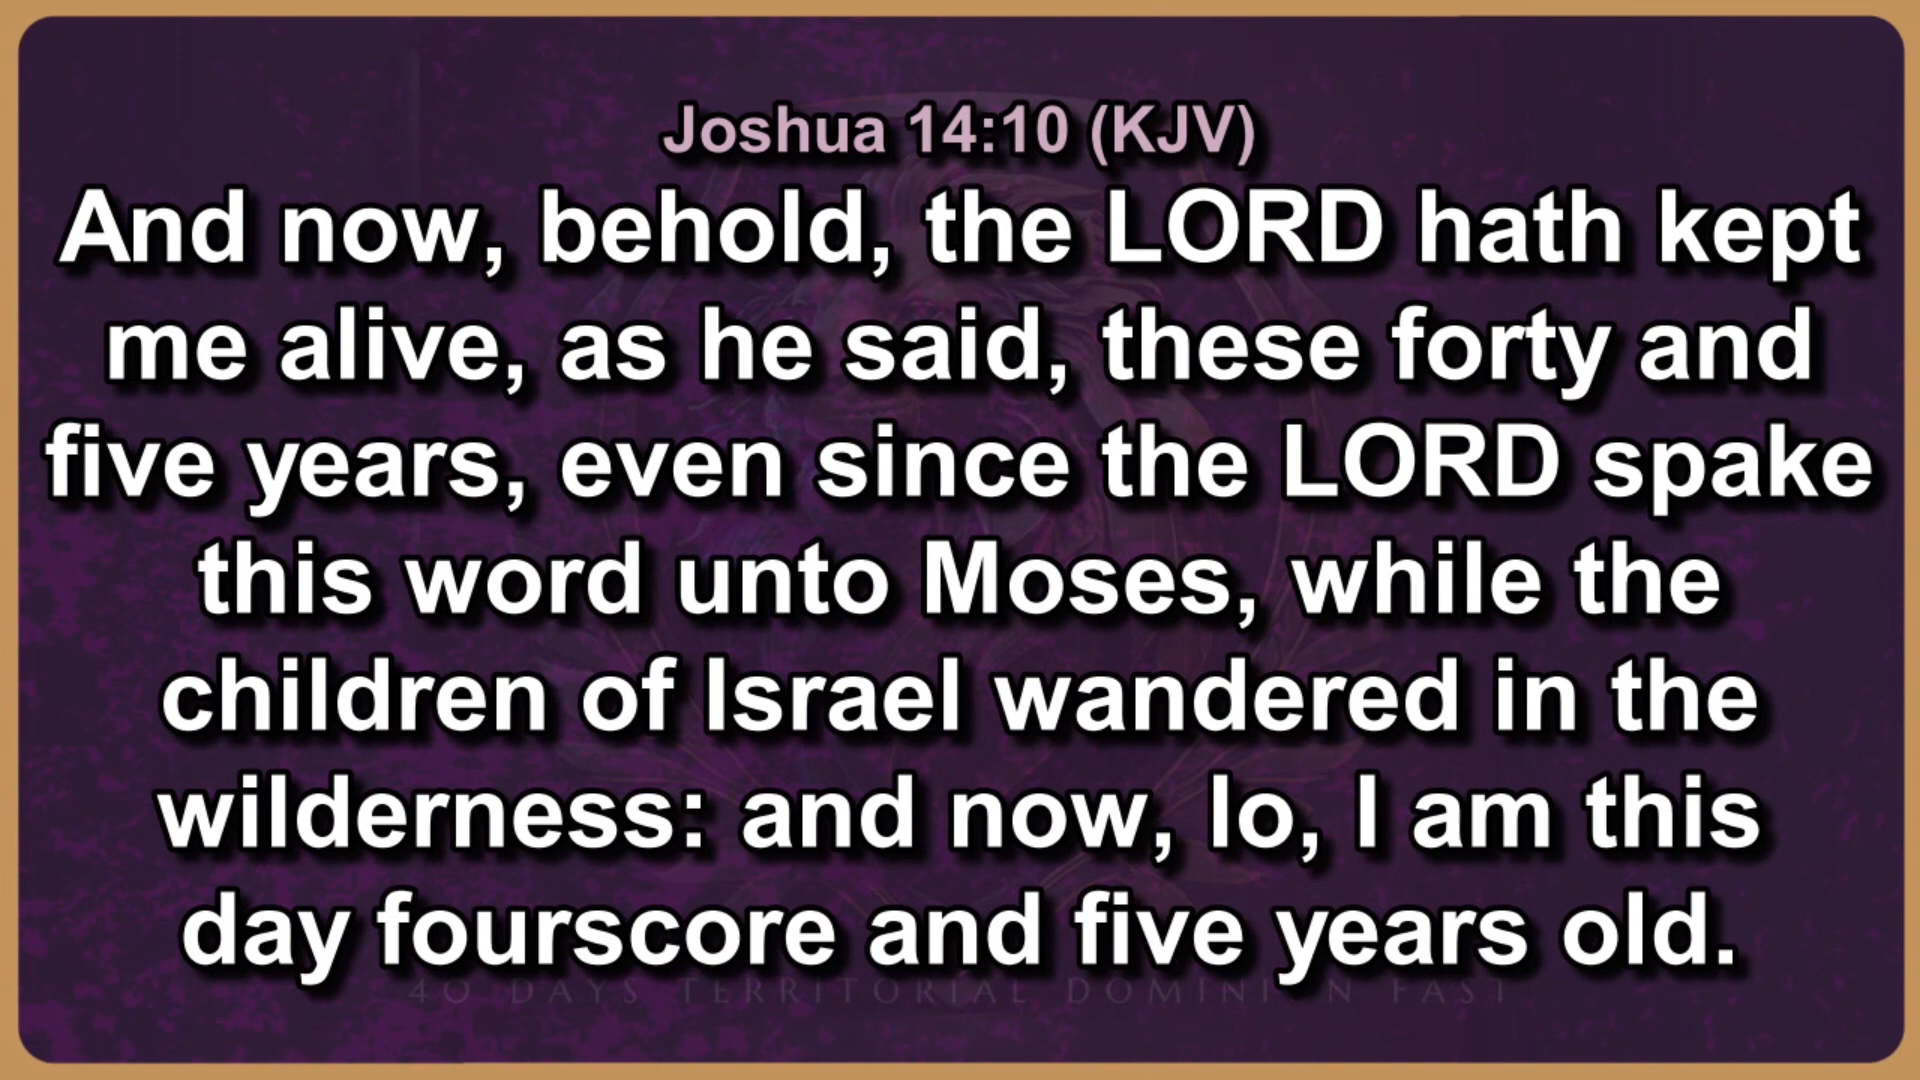 Joshua 14:10 (KJV)
And now, behold, the LORD hath kept
me alive, as he said, these forty and
five years, even since the LORD spake
this word unto Moses, while the
children of Israel wandered in the
wilderness: and now, lo, I am this
day fourscore and five years old.
40 DAYS TERRITORIAL DOMINION FAST